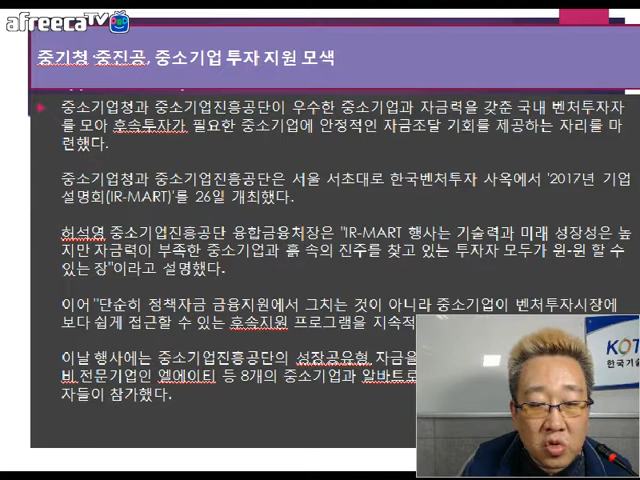 afreecaTV
중기청·중진공, 중소기업 투자 지원 모색
중소기업청과 중소기업진흥공단이 우수한 중소기업과 자금력을 갖춘 국내 벤처투자자
를 모아 후속투자가 필요한 중소기업에 안정적인 자금조달 기회를 제공하는 자리를 마
련했다.
중소기업청과 중소기업진흥공단은 서울 서초대로 한국벤처투자 사옥에서 '2017년 기업
설명회(IR-MART)'를 26일 개최했다.
허석영 중소기업진흥공단 융합금융처장은 "IR-MART 행사는 기술력과 미래 성장성은 높
지만 자금력이 부족한 중소기업과 흙 속의 진주를 찾고 있는 투자자 모두가 윈-윈 할 수
있는 장"이라고 설명했다.
이어 "단순히 정책자금 금융지원에서 그치는 것이 아니라 중소기업이 벤처투자시장에
보다 쉽게 접근할 수 있는 후속지원 프로그램을 지속적
이날 행사에는 중소기업진흥공단의 성장공유형 자금을
비 전문기업인 엘에이티 등 8개의 중소기업과 알바트로
자들이 참가했다.
KOT
한국기술